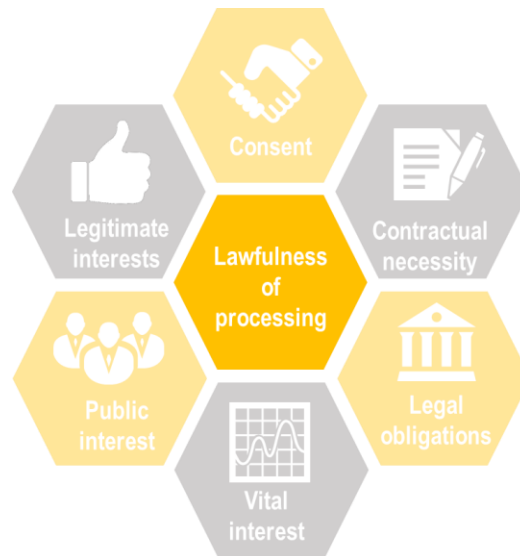 Consent
Legitimate
interests
Contractual
necessity
Lawfulness
of
processing
Public
interest
Legal
obligations
Vital
interest